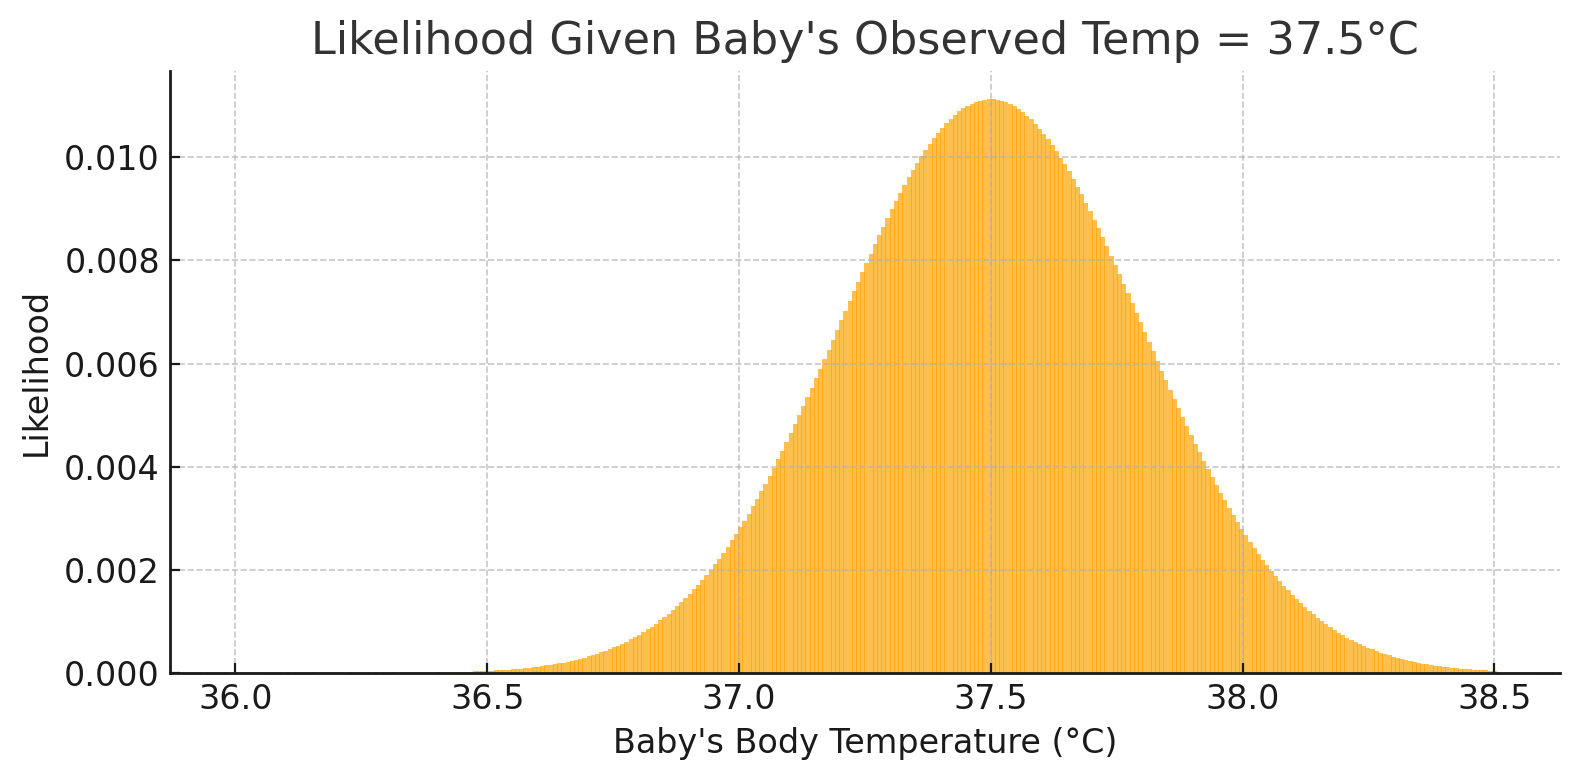 Likelihood Given Baby's Observed Temp = 37.5°C
0.010
0.008
0.006
0.004
0.002
0.000
Likelihood
36.0 36.5 37.0 37.5 38.0 38.5
Baby's Body Temperature (°C)